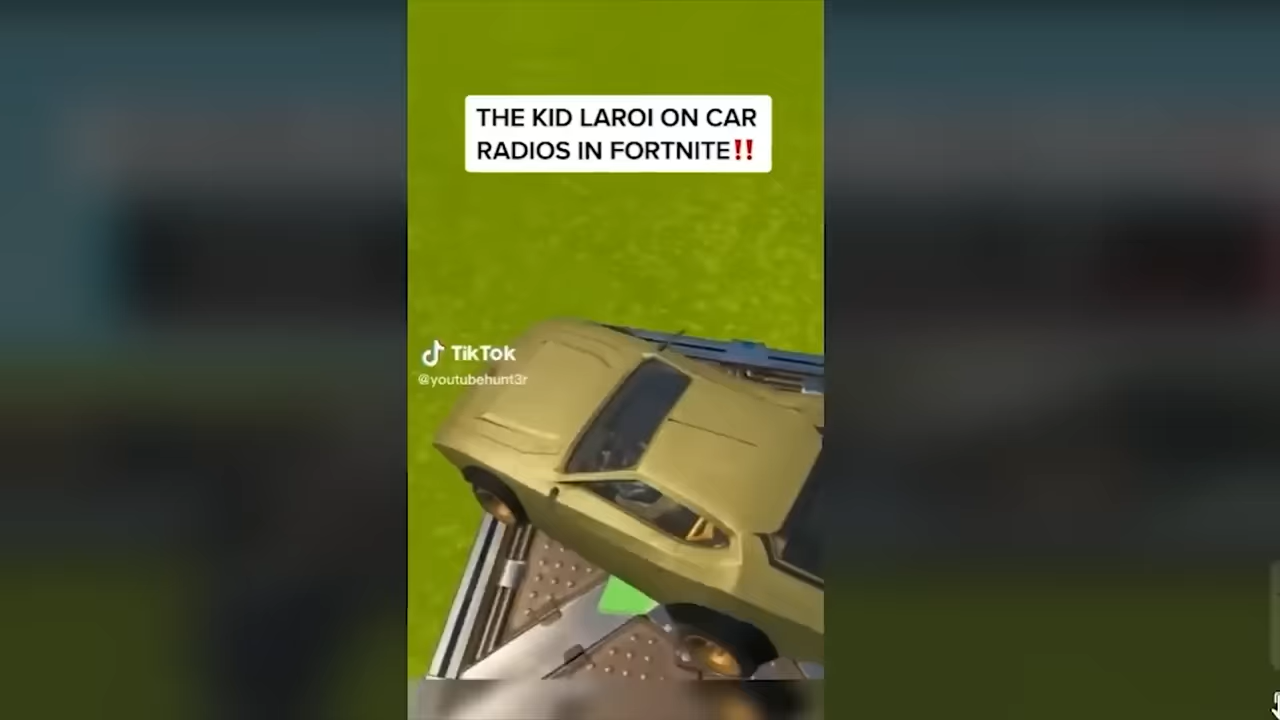 THE KID LAROI ON CAR
RADIOS IN FORTNITE‼
TikTok
@youtubehunt3r